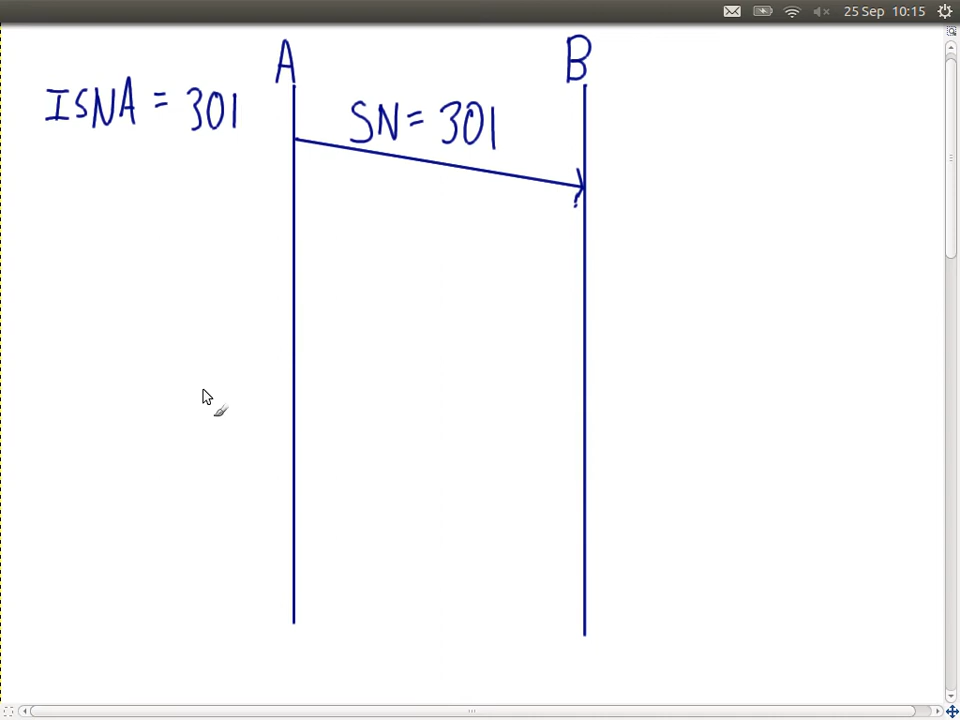 25 Sep 10:15
A
B
ISNA = 301
SN = 301